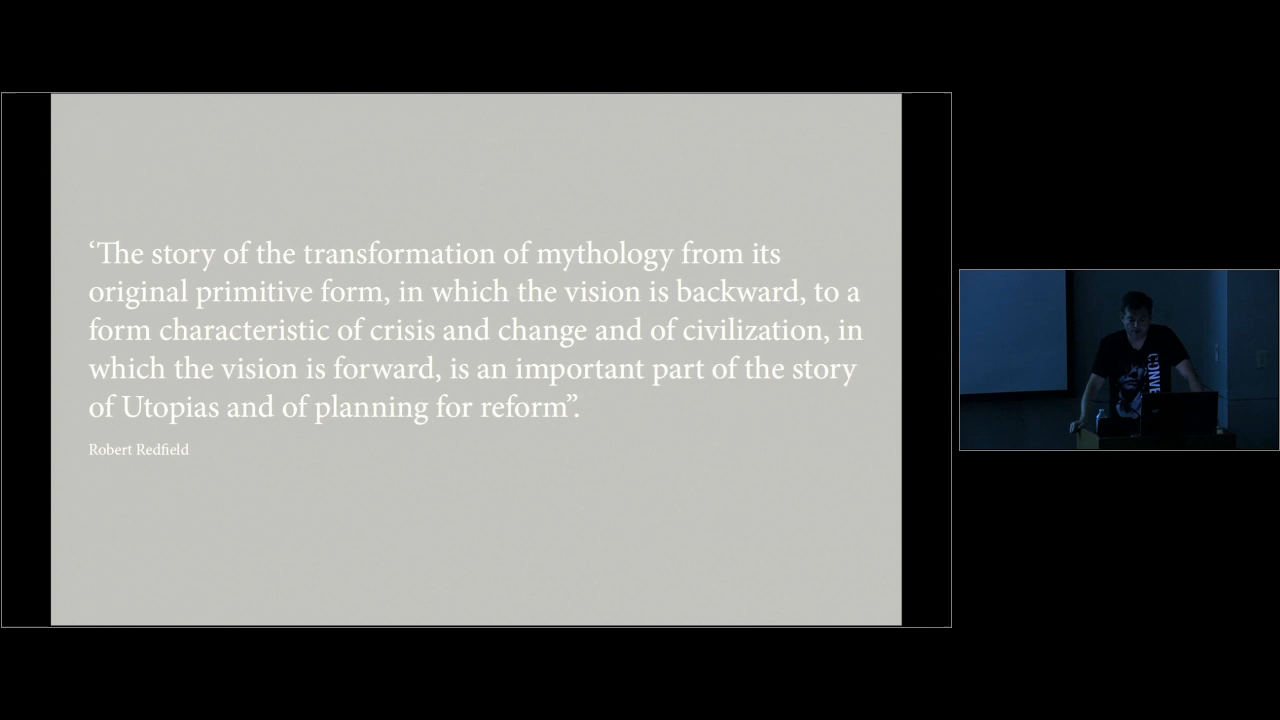 ‘The story of the transformation of mythology from its
original primitive form, in which the vision is backward, to a
form characteristic of crisis and change and of civilization, in
which the vision is forward, is an important part of the story
of Utopias and of planning for reform”.
Robert Redfield
CONVE